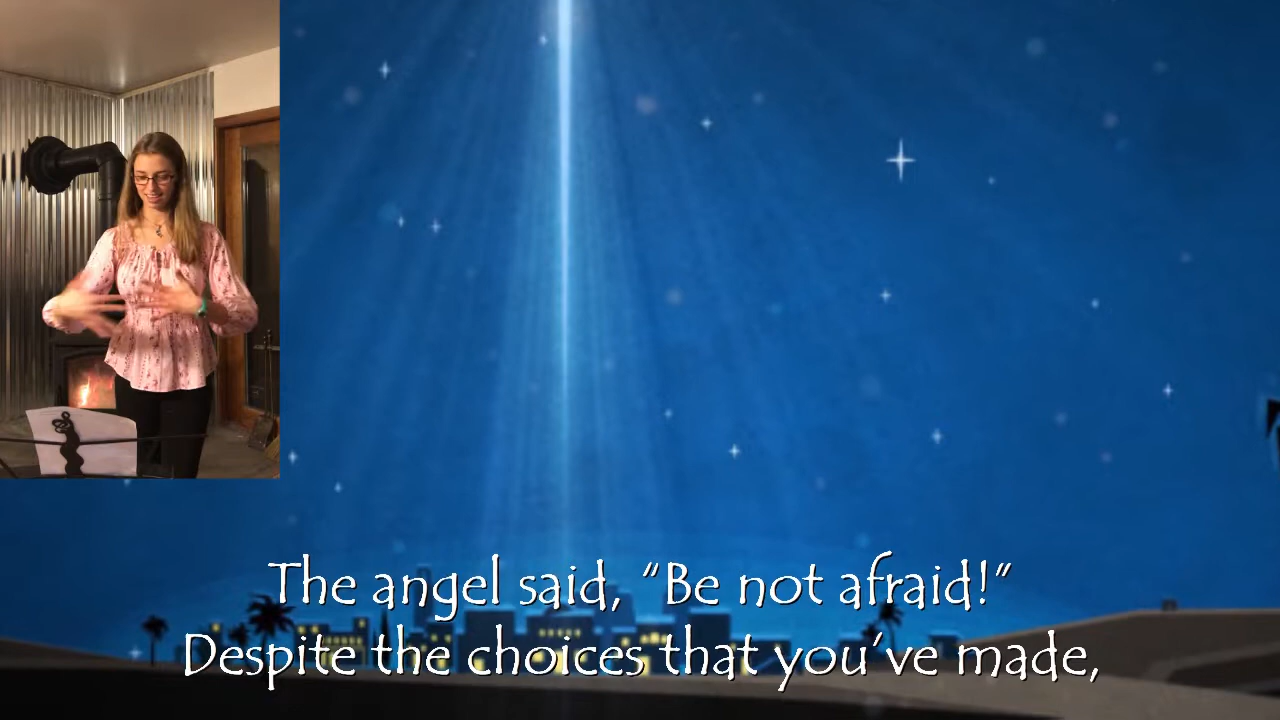 The angel said, “Be not afraid!“
Despite the choices that you’ve made,